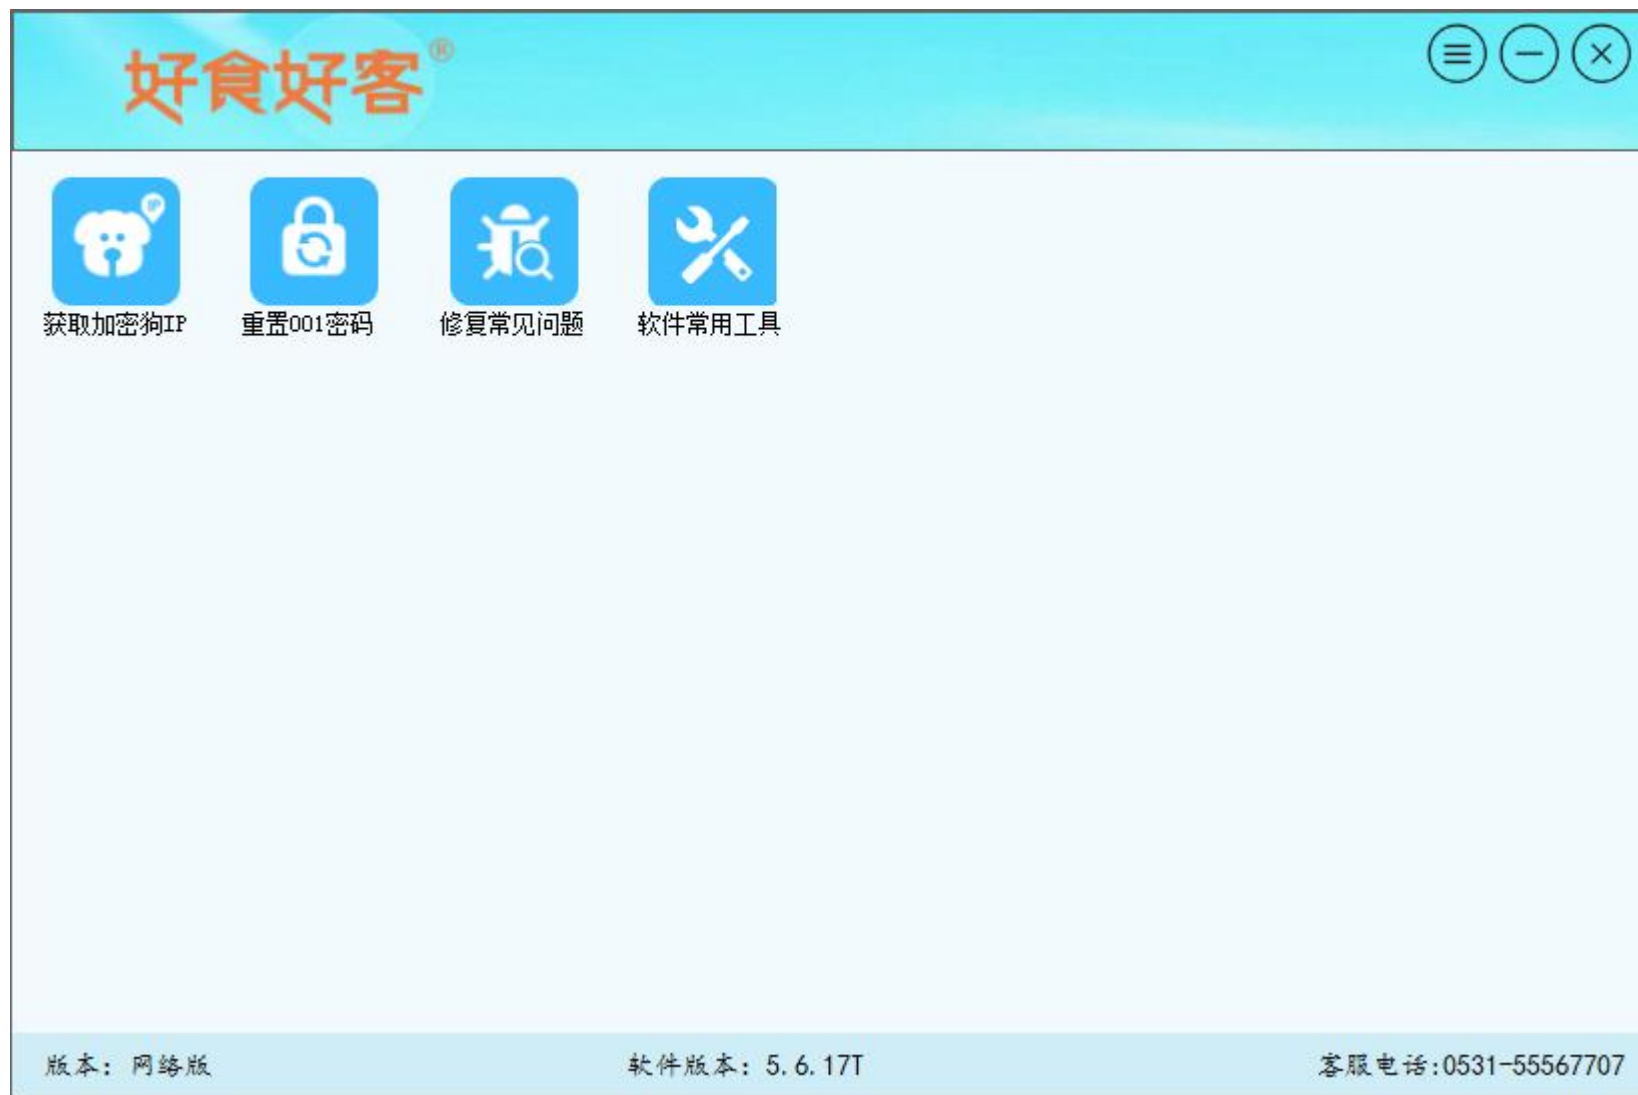 好食好客®
IP
获取加密狗IP 重置001密码 修复常见问题 软件常用工具
版本：网络版 软件版本：5.6.17T 客服电话:0531-55567707